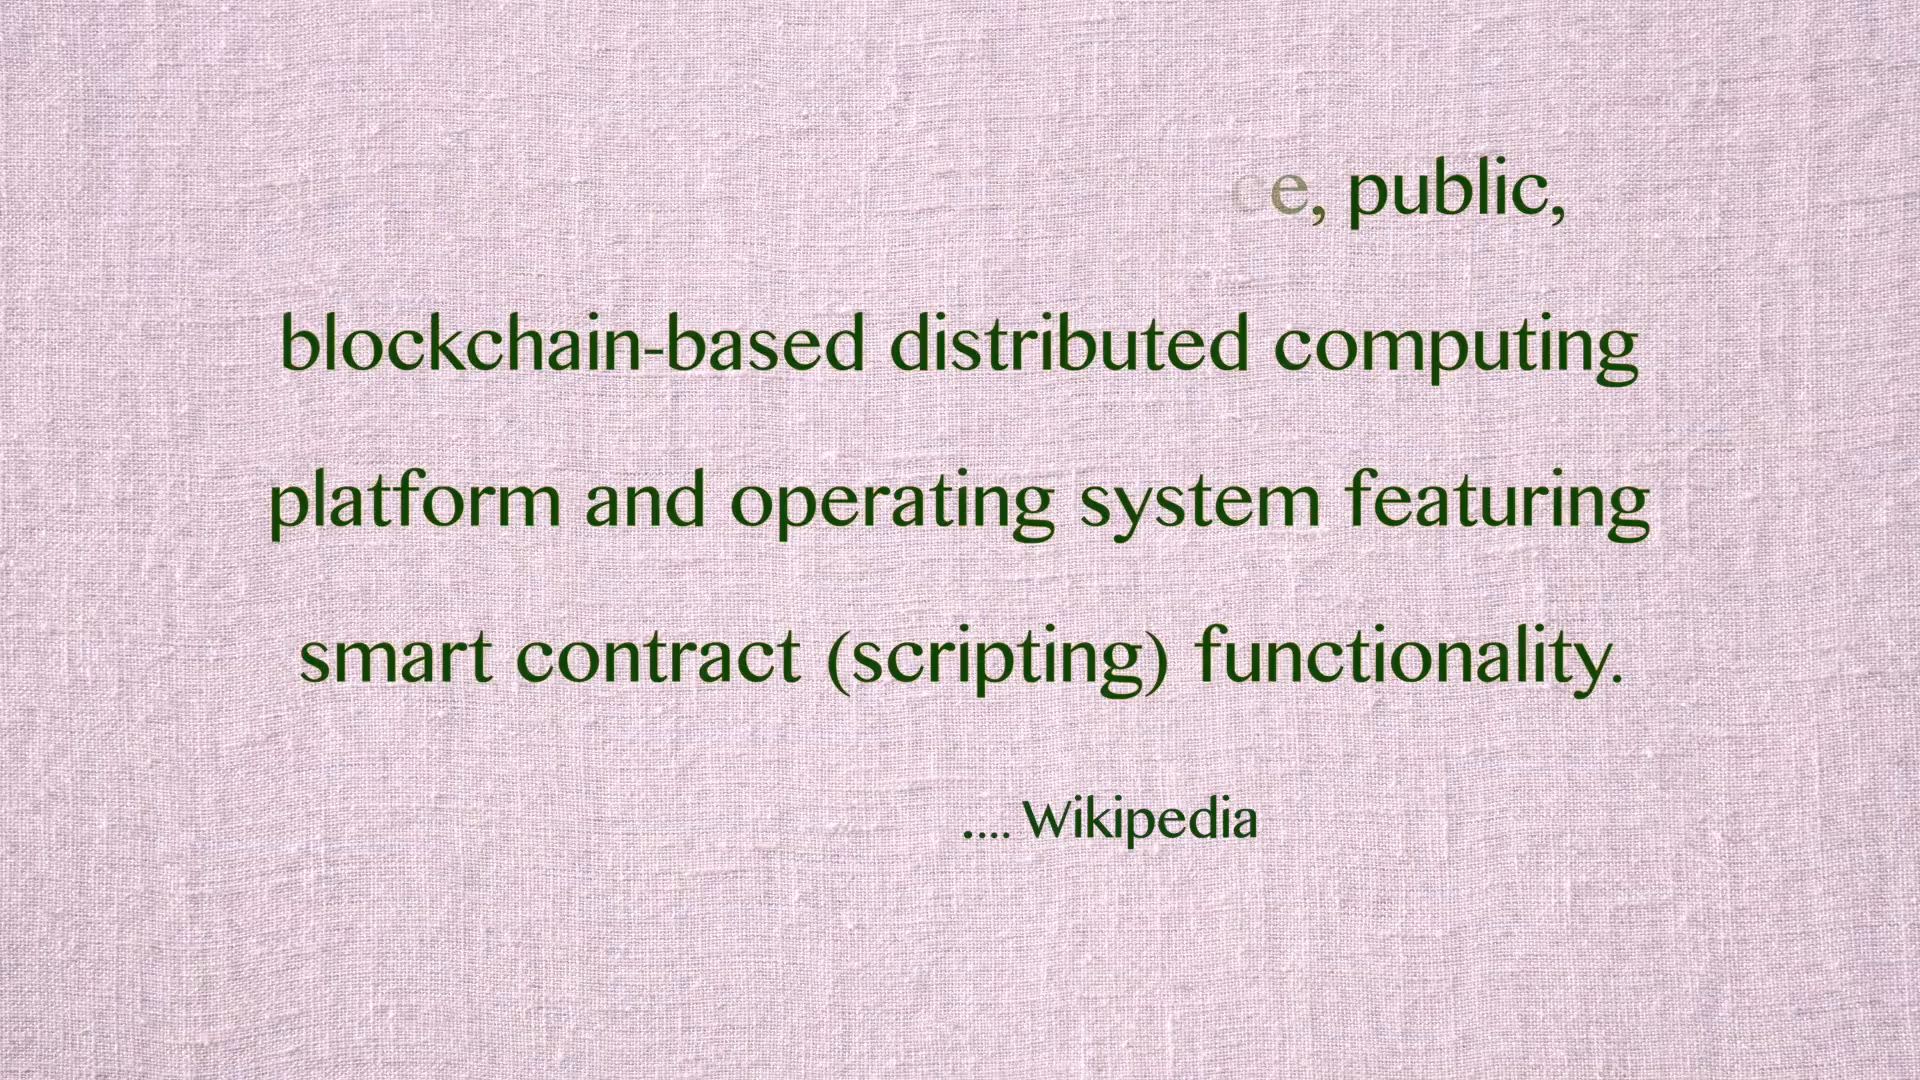 ce, public,
blockchain-based distributed computing
platform and operating system featuring
smart contract (scripting) functionality.
.... Wikipedia